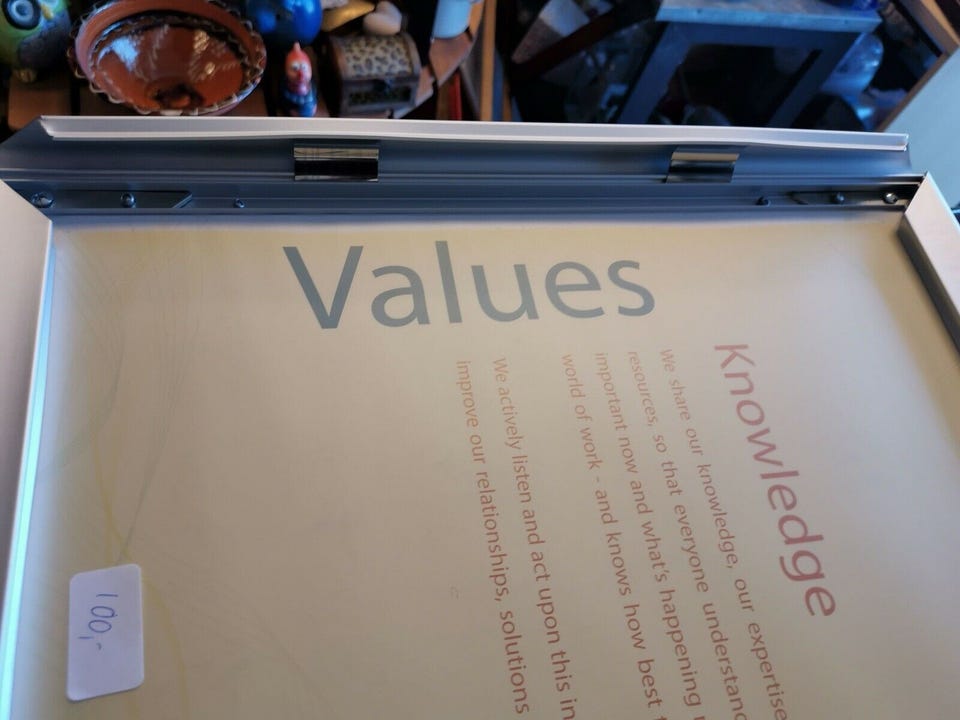 Values
Knowledge
We share our knowledge, our expertise
resources, so that everyone understand
important now and what's happening
world of work - and knows how best
We actively listen and act upon this in
improve our relationships, solutions
100,-